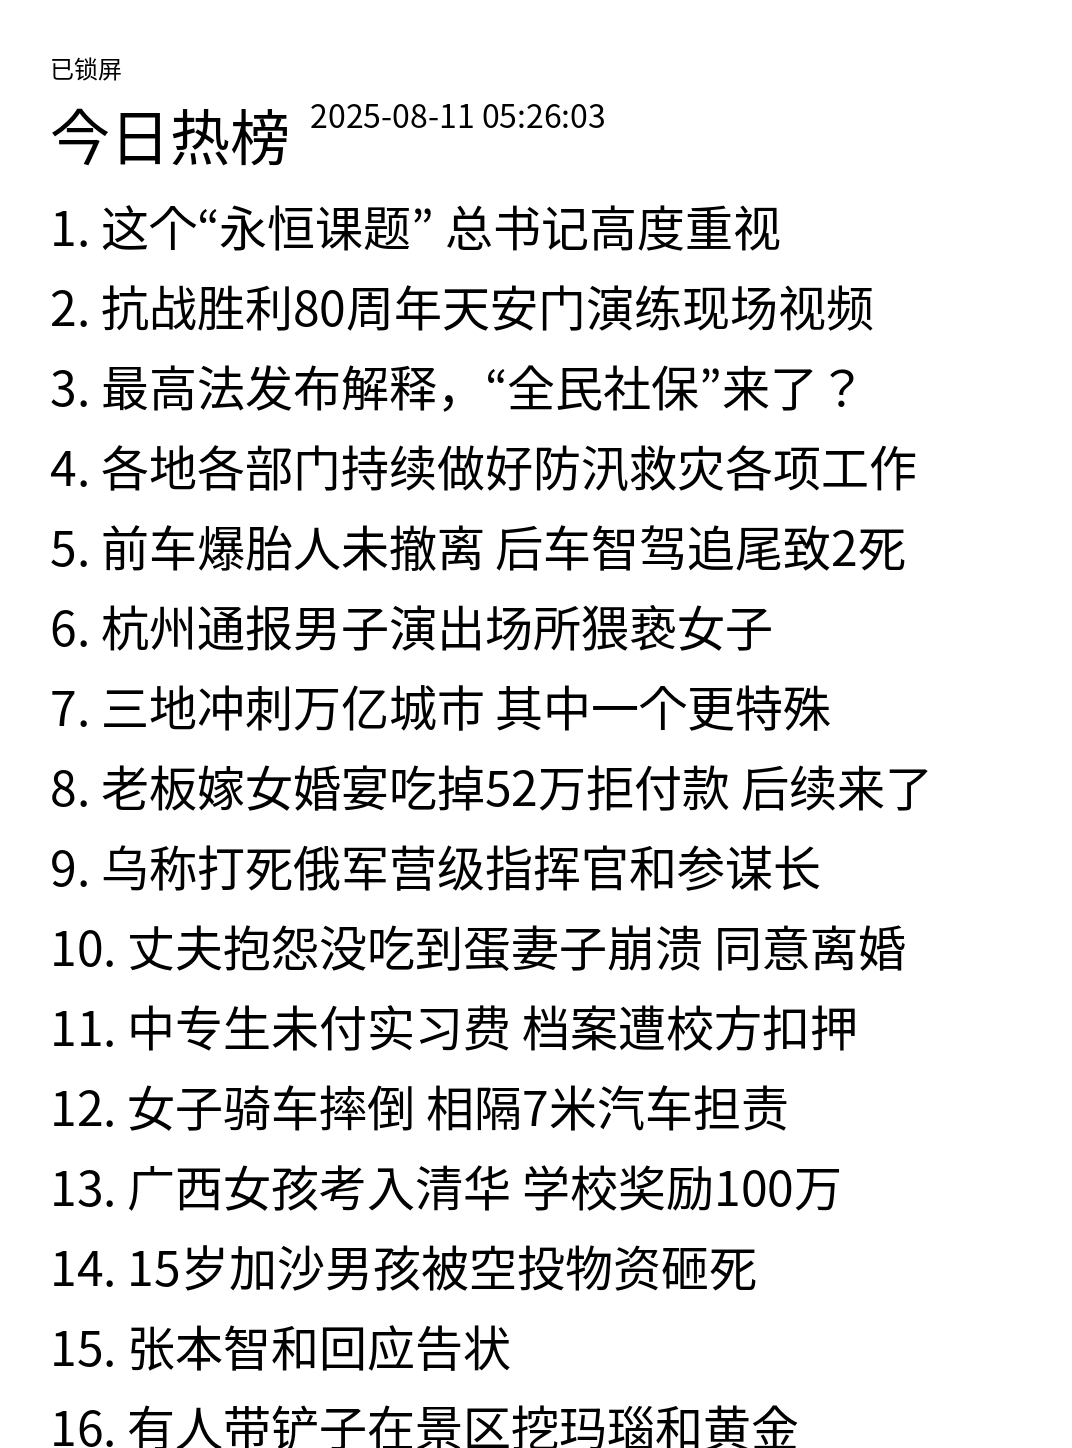 已锁屏
今日热榜 2025-08-11 05:26:03
1. 这个“永恒课题” 总书记高度重视
2. 抗战胜利80周年天安门演练现场视频
3. 最高法发布解释，“全民社保”来了？
4. 各地各部门持续做好防汛救灾各项工作
5. 前车爆胎人未撤离 后车智驾追尾致2死
6. 杭州通报男子演出场所猥亵女子
7. 三地冲刺万亿城市 其中一个更特殊
8. 老板嫁女婚宴吃掉52万拒付款 后续来了
9. 乌称打死俄军营级指挥官和参谋长
10. 丈夫抱怨没吃到蛋妻子崩溃 同意离婚
11. 中专生未付实习费 档案遭校方扣押
12. 女子骑车摔倒 相隔7米汽车担责
13. 广西女孩考入清华 学校奖励100万
14. 15岁加沙男孩被空投物资砸死
15. 张本智和回应告状
16. 有人带铲子在景区挖玛瑙和黄金